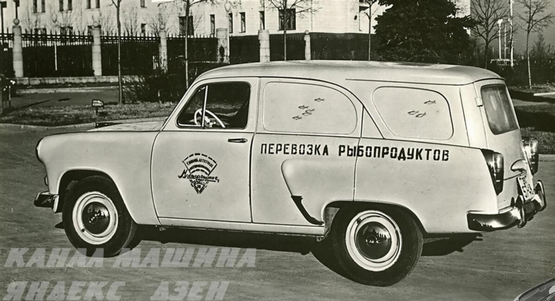 ПЕРЕВОЗКА РЫБОПРОДУКТОВ
КАНАЛ МАШИНА
ЯНДЕКС ДЗЕН